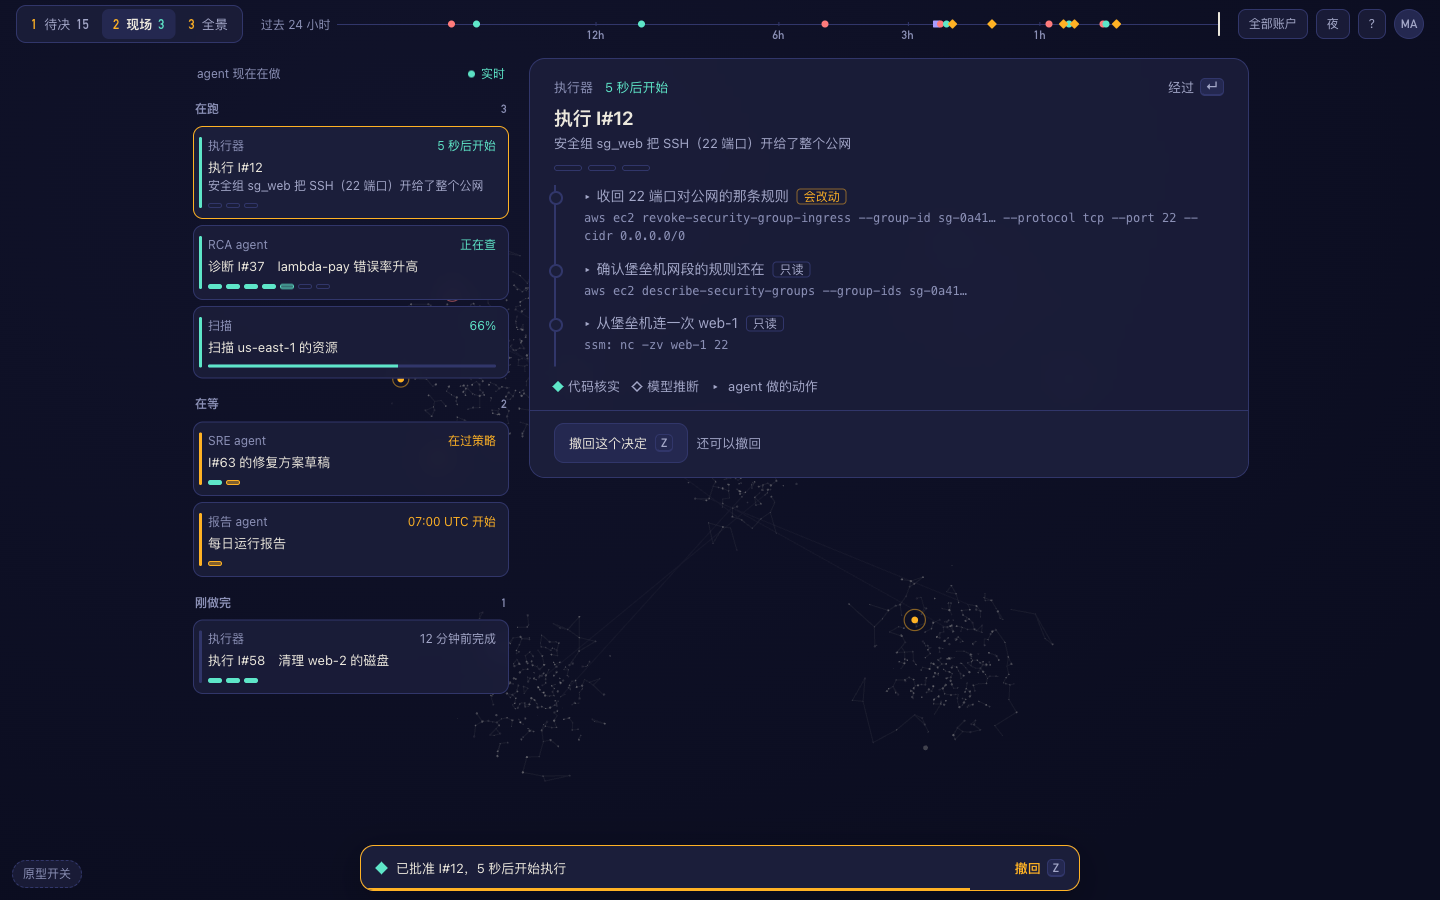 1 待决 15 2 现场 3 3 全景
过去 24 小时
12h 6h 3h 1h
全部账户 夜 ? MA
agent 现在在做 实时
在跑 3
执行器 5 秒后开始
执行 I#12
安全组 sg_web 把 SSH（22 端口）开给了整个公网
RCA agent 正在查
诊断 I#37 lambda-pay 错误率升高
扫描 66%
扫描 us-east-1 的资源
在等 2
SRE agent 在过策略
I#63 的修复方案草稿
报告 agent 07:00 UTC 开始
每日运行报告
刚做完 1
执行器 12 分钟前完成
执行 I#58 清理 web-2 的磁盘
执行器 5 秒后开始 经过 ↵
执行 I#12
安全组 sg_web 把 SSH（22 端口）开给了整个公网
▸ 收回 22 端口对公网的那条规则 会改动
aws ec2 revoke-security-group-ingress --group-id sg-0a41… --protocol tcp --port 22 --
cidr 0.0.0.0/0
▸ 确认堡垒机网段的规则还在 只读
aws ec2 describe-security-groups --group-ids sg-0a41…
▸ 从堡垒机连一次 web-1 只读
ssm: nc -zv web-1 22
代码核实 模型推断 ▸ agent 做的动作
撤回这个决定 Z 还可以撤回
已批准 I#12，5 秒后开始执行 撤回 Z
原型开关